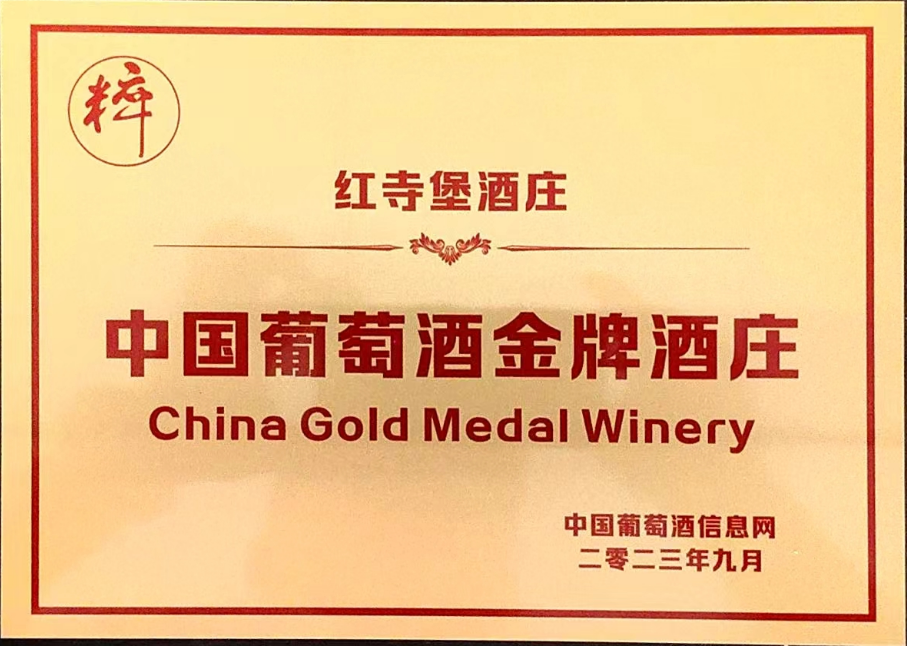 粹
红寺堡酒庄
中国葡萄酒金牌酒庄
China Gold Medal Winery
中国葡萄酒信息网
二零二三年九月